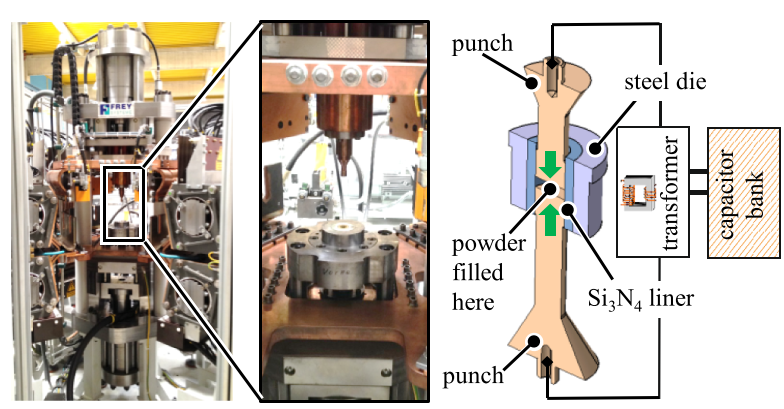 FREY
punch
steel die
transformer
capacitor
bank
powder
filled
here
Si₃N₄ liner
punch